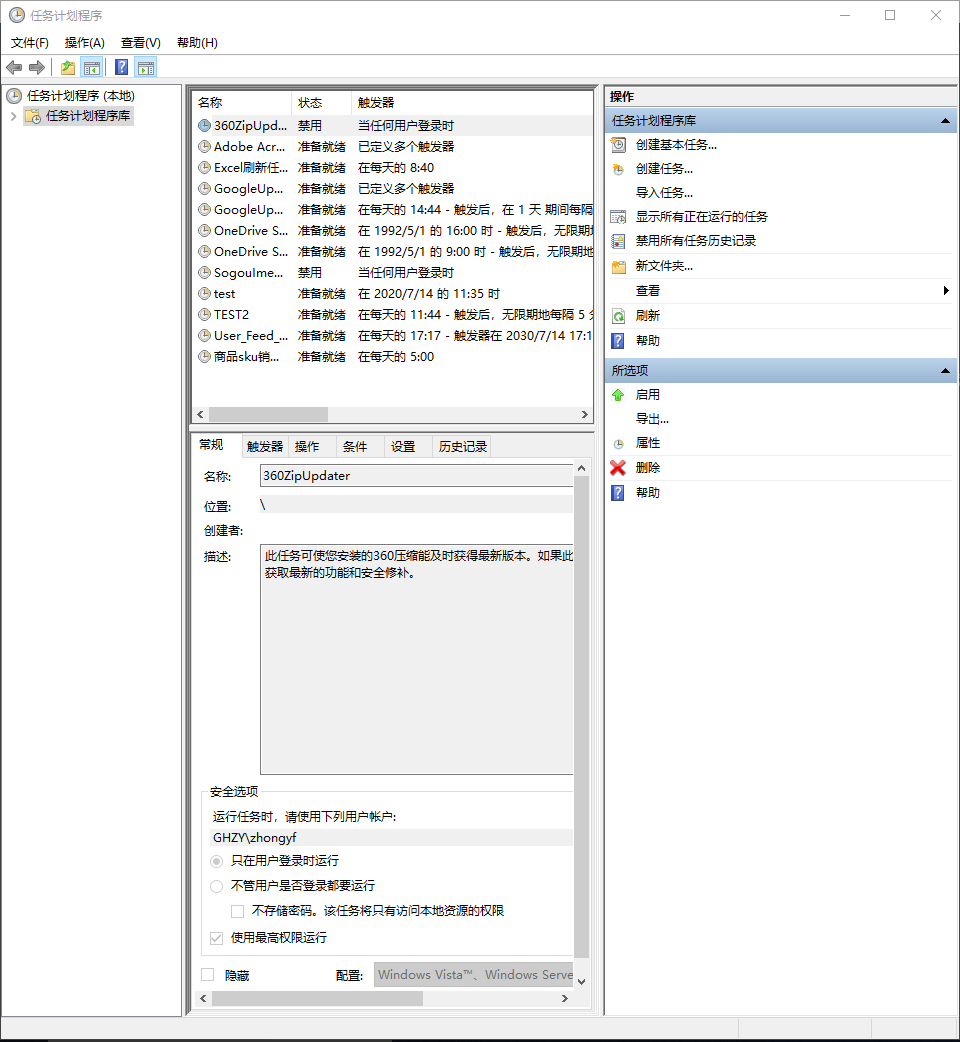 任务计划程序
文件(F) 操作(A) 查看(V) 帮助(H)
任务计划程序 (本地)
任务计划程序库
名称 状态 触发器
360ZipUpd... 禁用 当任何用户登录时
Adobe Acr... 准备就绪 已定义多个触发器
Excel刷新任... 准备就绪 在每天的 8:40
GoogleUp... 准备就绪 已定义多个触发器
GoogleUp... 准备就绪 在每天的 14:44 - 触发后，在 1 天 期间每隔
OneDrive S... 准备就绪 在 1992/5/1 的 16:00 时 - 触发后，无限期
OneDrive S... 准备就绪 在 1992/5/1 的 9:00 时 - 触发后，无限期地
SogouIme... 禁用 当任何用户登录时
test 准备就绪 在 2020/7/14 的 11:35 时
TEST2 准备就绪 在每天的 11:44 - 触发后，无限期地每隔 5
User_Feed_... 准备就绪 在每天的 17:17 - 触发器在 2030/7/14 17:1
商品sku销... 准备就绪 在每天的 5:00
常规 触发器 操作 条件 设置 历史记录
名称: 360ZipUpdater
位置: \
创建者:
描述: 此任务可使您安装的360压缩能及时获得最新版本。如果此
获取最新的功能和安全修补。
安全选项
运行任务时，请使用下列用户帐户:
GHZY\zhongyf
只在用户登录时运行
不管用户是否登录都要运行
不存储密码。该任务将只有访问本地资源的权限
使用最高权限运行
隐藏 配置: Windows Vista™、Windows Serve
操作
任务计划程序库
创建基本任务...
创建任务...
导入任务...
显示所有正在运行的任务
禁用所有任务历史记录
新文件夹...
查看
刷新
帮助
所选项
启用
导出...
属性
删除
帮助